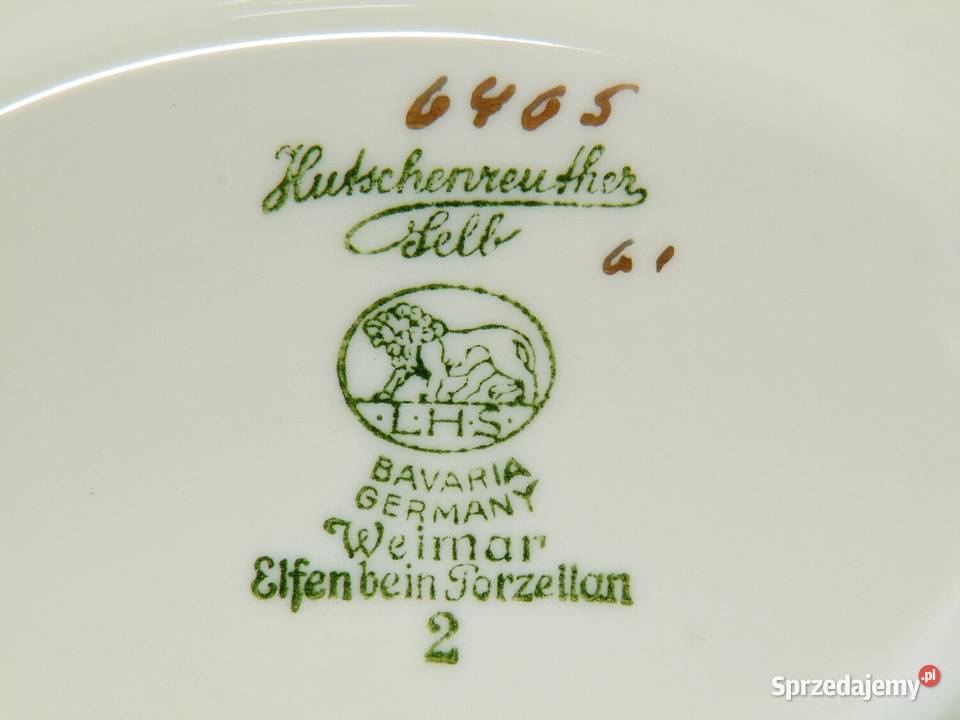 6405
Hutschenreuther
Selb
61
L·H·S·
BAVARIA
GERMANY
Weimar
Elfenbein Porzellan
2
Sprzedajemy.pl